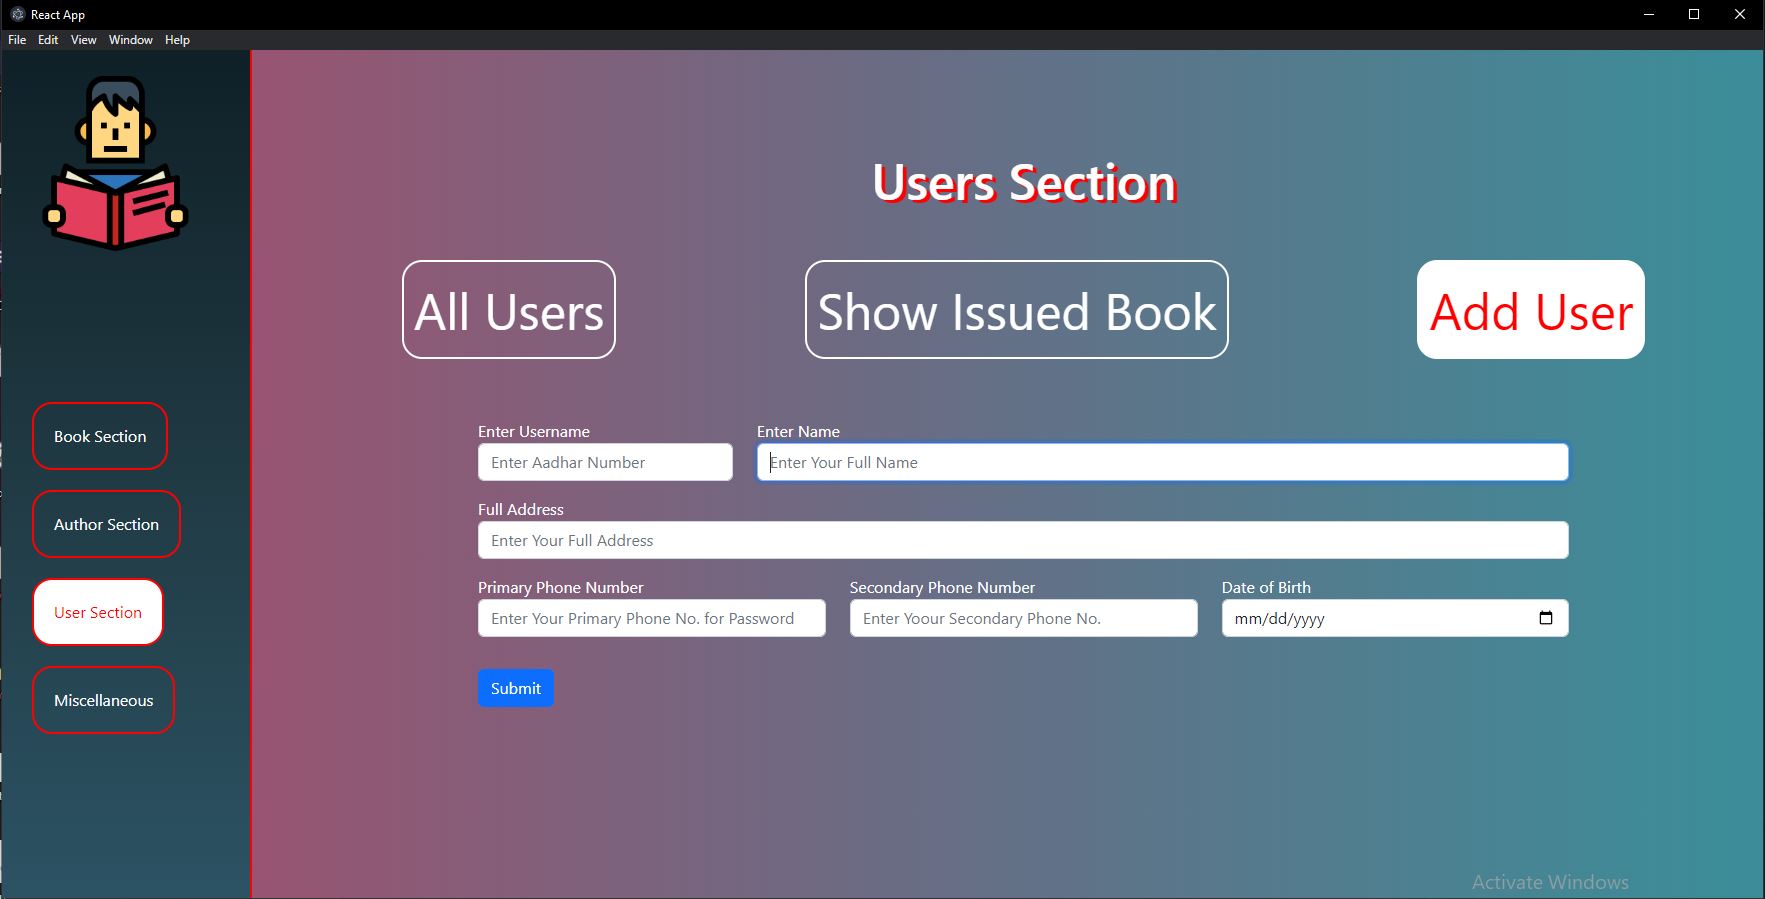 React App
File Edit View Window Help
Users Section
All Users Show Issued Book Add User
Book Section
Author Section
User Section
Miscellaneous
Enter Username Enter Name
Enter Aadhar Number Enter Your Full Name
Full Address
Enter Your Full Address
Primary Phone Number Secondary Phone Number Date of Birth
Enter Your Primary Phone No. for Password Enter Yoour Secondary Phone No. mm/dd/yyyy
Submit
Activate Windows